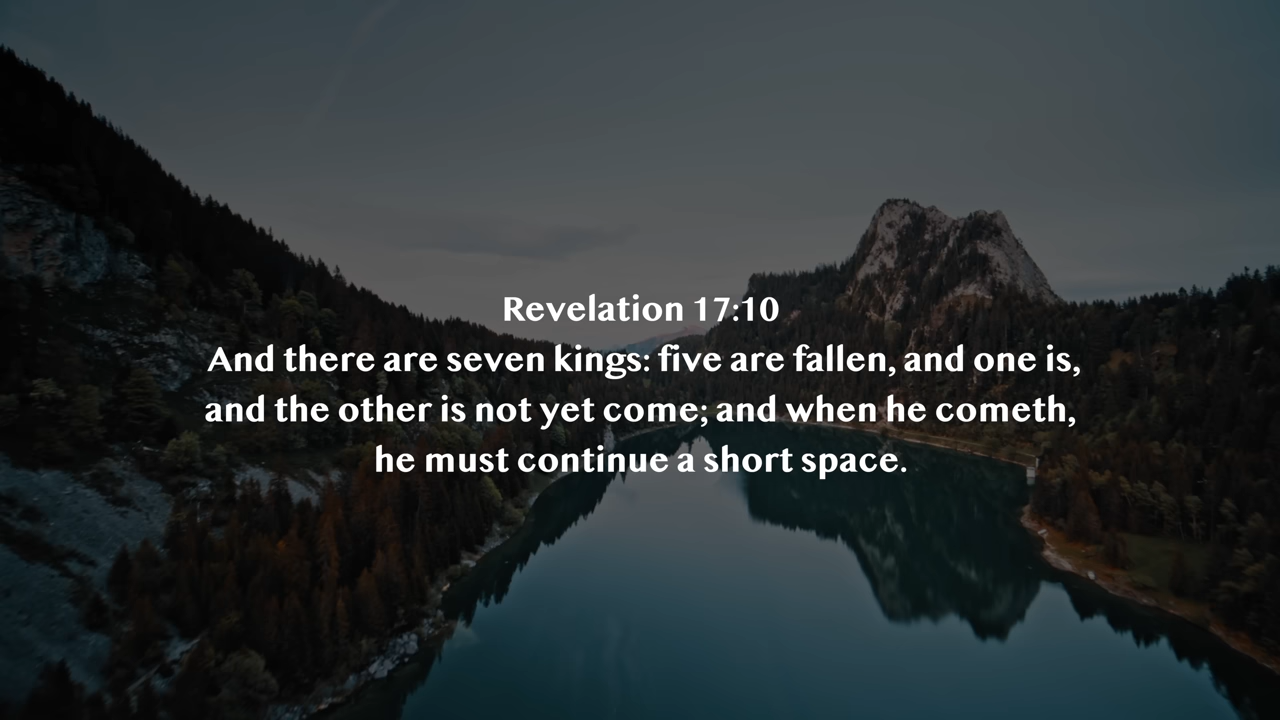 Revelation 17:10
And there are seven kings: five are fallen, and one is,
and the other is not yet come; and when he cometh,
he must continue a short space.